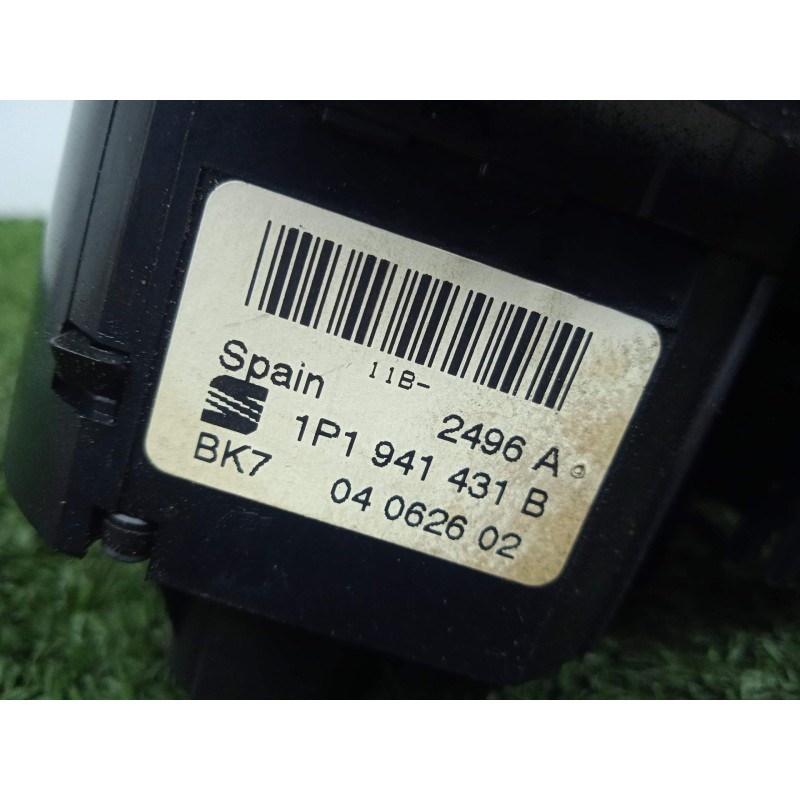 Spain 11B- 2496 A
1P1 941 431 B
BK7 04 0626 02